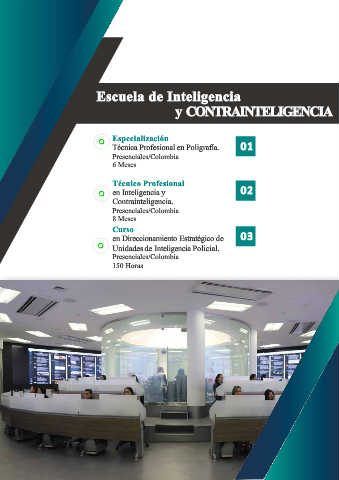 Escuela de Inteligencia
y CONTRAINTELIGENCIA
Especialización
Técnica Profesional en Poligrafía.
Presenciales/Colombia
6 Meses
01
Técnico Profesional
en Inteligencia y
Contrainteligencia.
Presenciales/Colombia
8 Meses
02
Curso
en Direccionamiento Estratégico de
Unidades de Inteligencia Policial.
Presenciales/Colombia
150 Horas
03